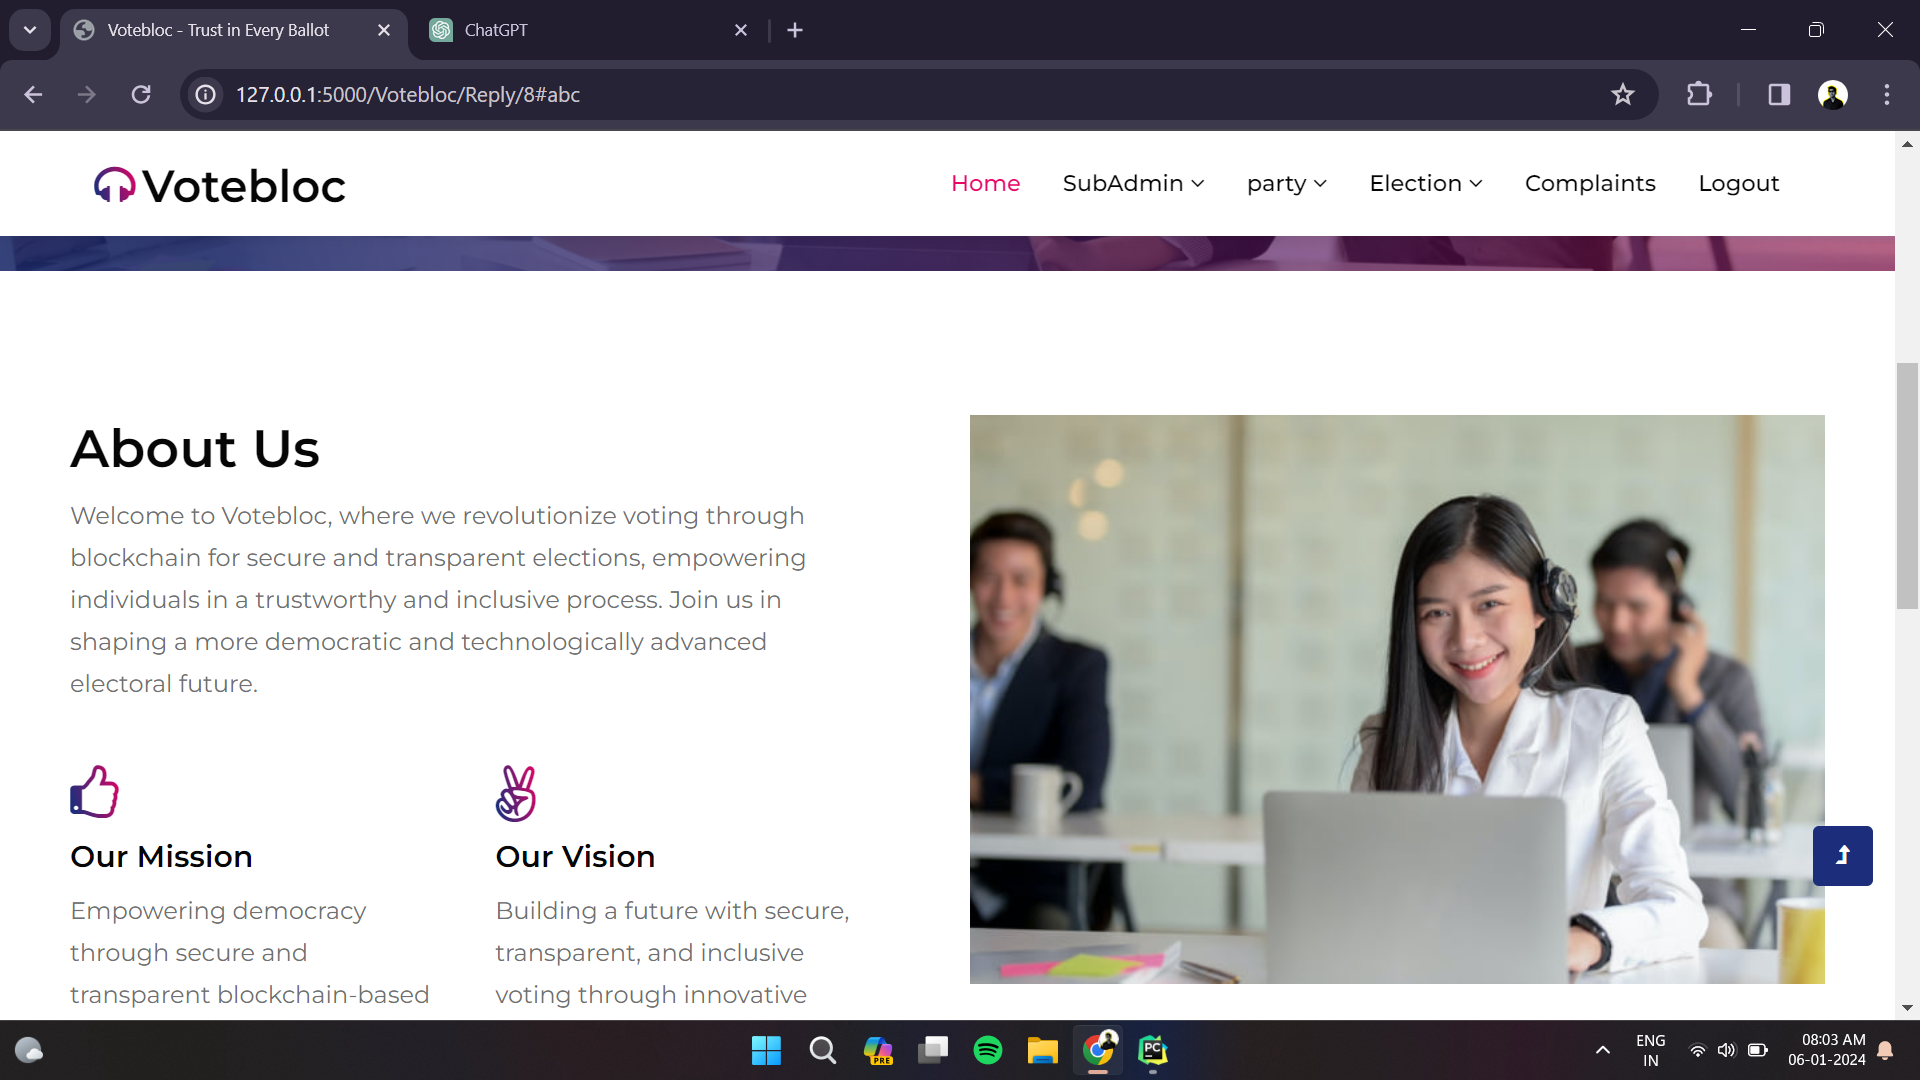 Votebloc - Trust in Every Ballot
ChatGPT
127.0.0.1:5000/Votebloc/Reply/8#abc
Votebloc
Home SubAdmin party Election Complaints Logout
About Us
Welcome to Votebloc, where we revolutionize voting through
blockchain for secure and transparent elections, empowering
individuals in a trustworthy and inclusive process. Join us in
shaping a more democratic and technologically advanced
electoral future.
Our Mission
Empowering democracy
through secure and
transparent blockchain-based
Our Vision
Building a future with secure,
transparent, and inclusive
voting through innovative
PRE
PC
ENG
IN
08:03 AM
06-01-2024